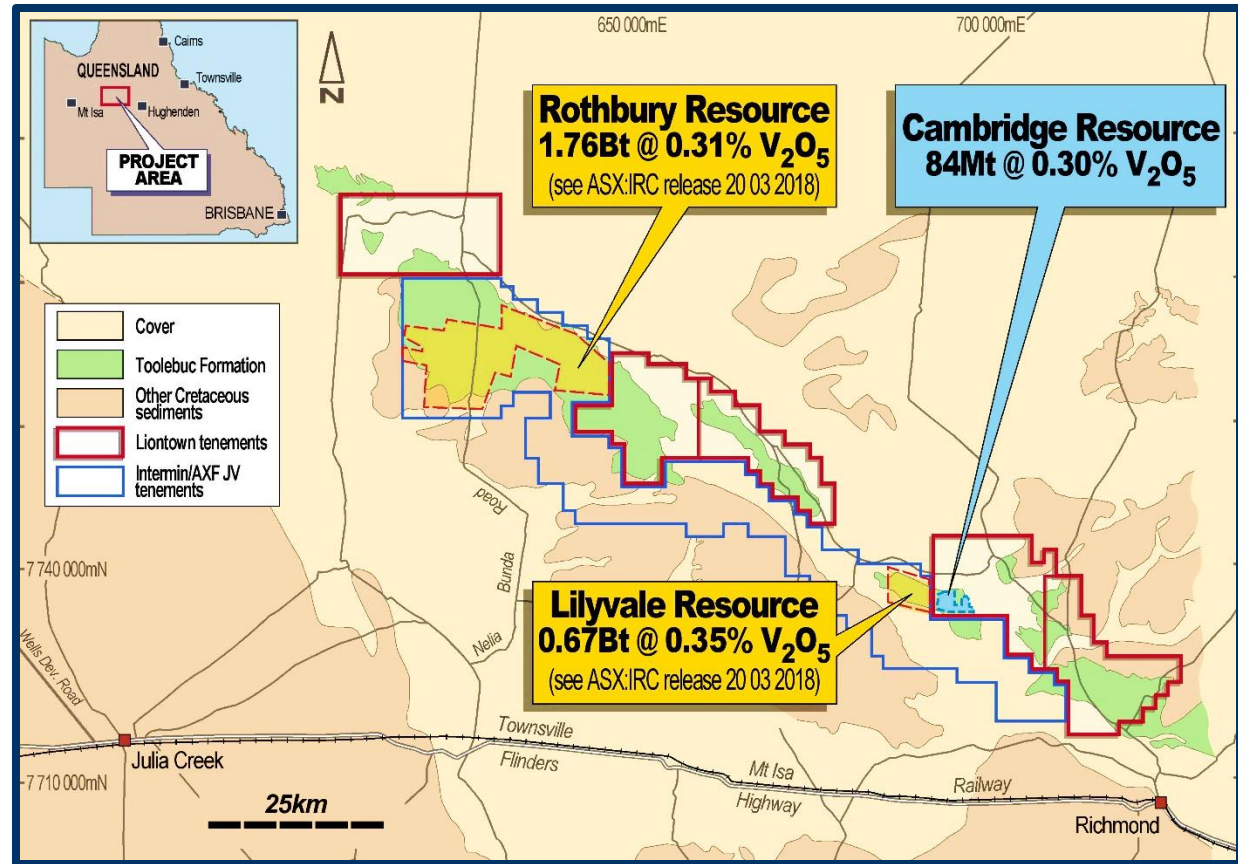 650 000mE
700 000mE
Cairns
QUEENSLAND
Townsville
Mt Isa
Hughenden
PROJECT
AREA
BRISBANE
N
Rothbury Resource
1.76Bt @ 0.31% V2O5
(see ASX:IRC release 20 03 2018)
Cambridge Resource
84Mt @ 0.30% V2O5
Cover
Toolebuc Formation
Other Cretaceous
sediments
Liontown tenements
Intermin/AXF JV
tenements
Road
Bunda
Nelia
7 740 000mN
Lilyvale Resource
0.67Bt @ 0.35% V2O5
(see ASX:IRC release 20 03 2018)
Wells Dev. Road
Townsville
Flinders
Mt Isa
Highway
Railway
Julia Creek
7 710 000mN
25km
Richmond